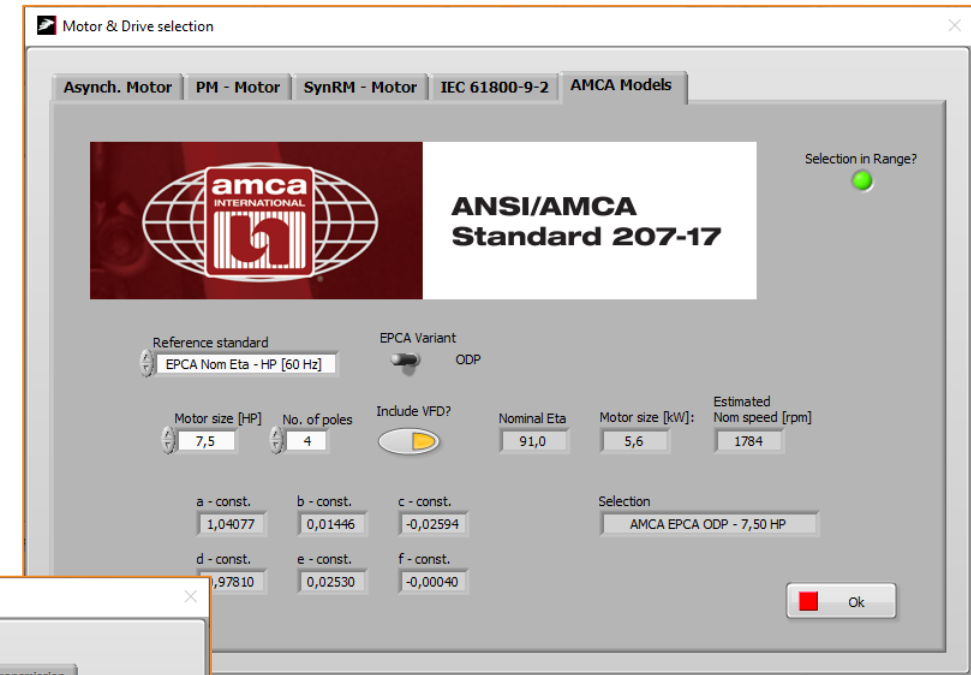 Motor & Drive selection
Asynch. Motor PM - Motor SynRM - Motor IEC 61800-9-2 AMCA Models
Selection in Range?
amca
INTERNATIONAL
ANSI/AMCA
Standard 207-17
Reference standard
EPCA Nom Eta - HP [60 Hz]
EPCA Variant
ODP
Motor size [HP]
7,5
No. of poles
4
Include VFD?
Nominal Eta
91,0
Motor size [kW]:
5,6
Estimated
Nom speed [rpm]
1784
a - const.
1,04077
b - const.
0,01446
c - const.
-0,02594
Selection
AMCA EPCA ODP - 7,50 HP
d - const.
,97810
e - const.
0,02530
f - const.
-0,00040
Ok